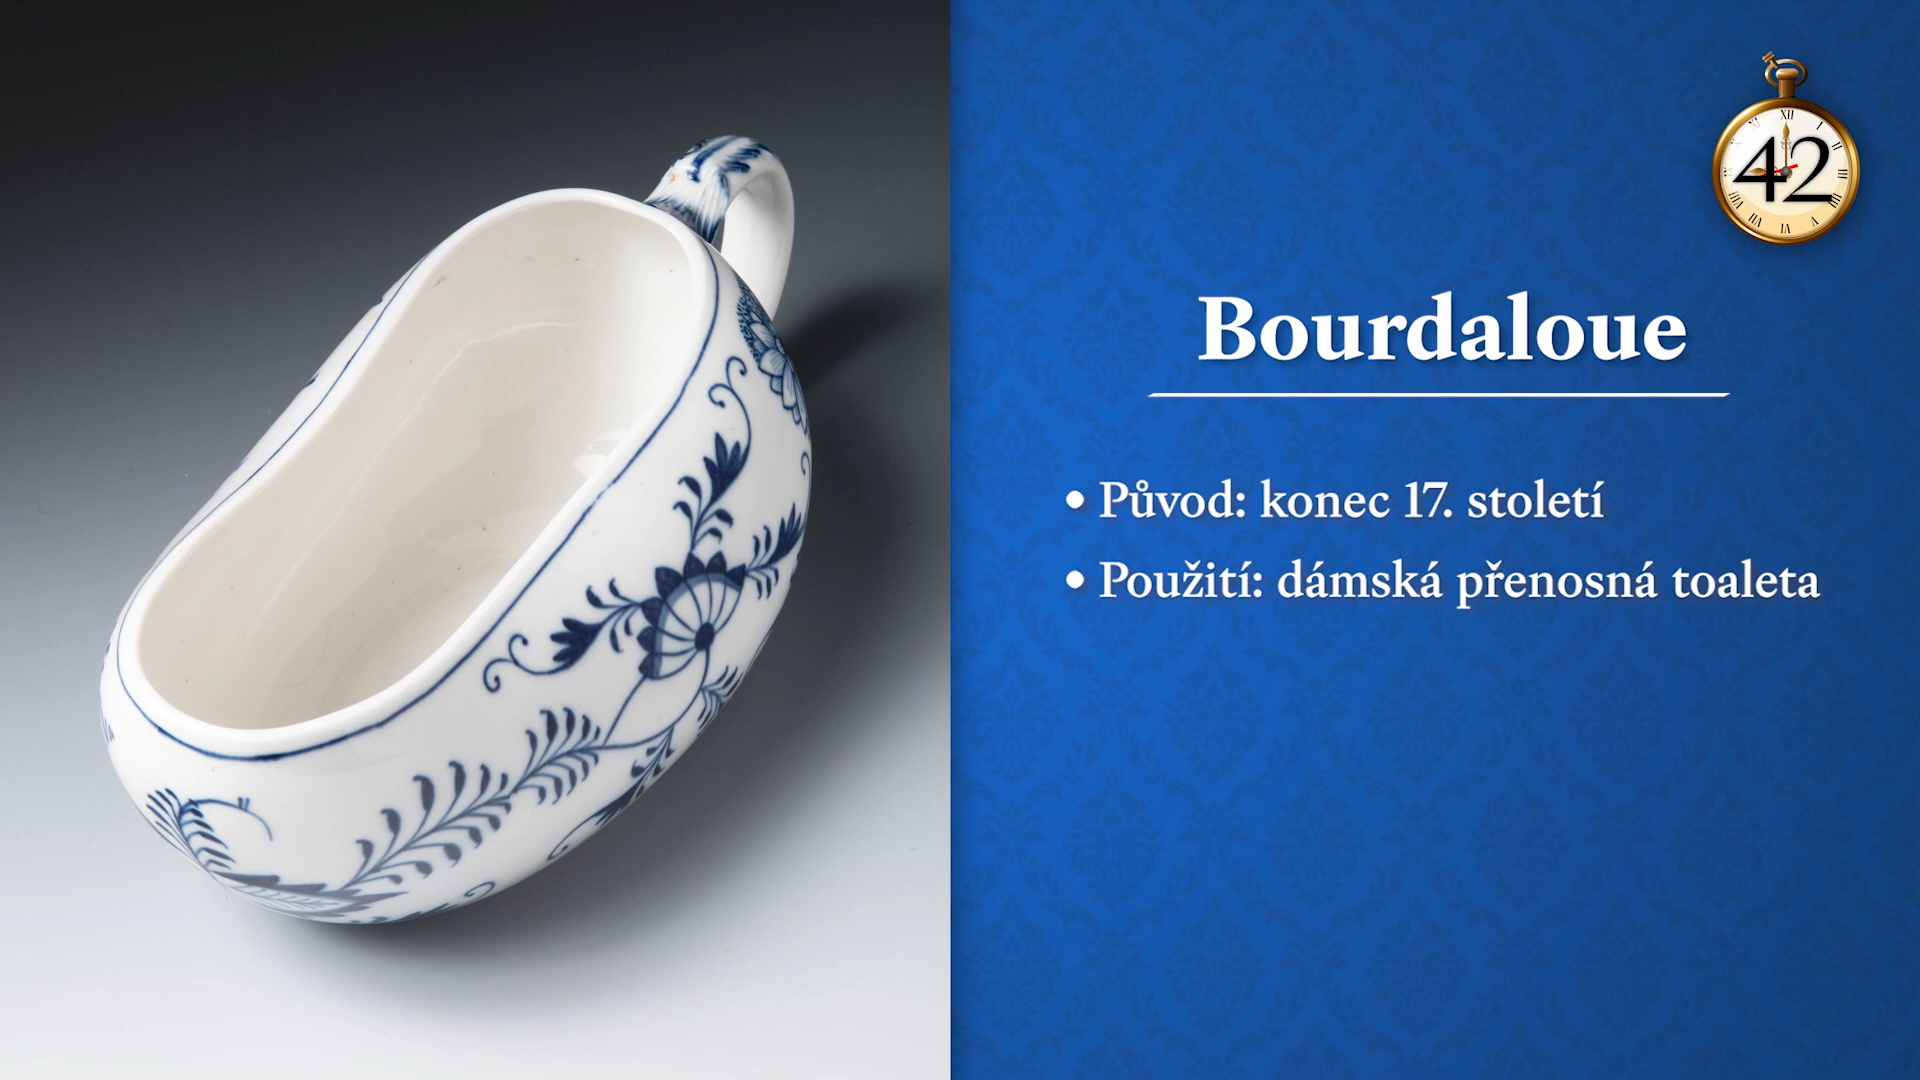 42
Bourdaloue
• Původ: konec 17. století
• Použití: dámská přenosná toaleta